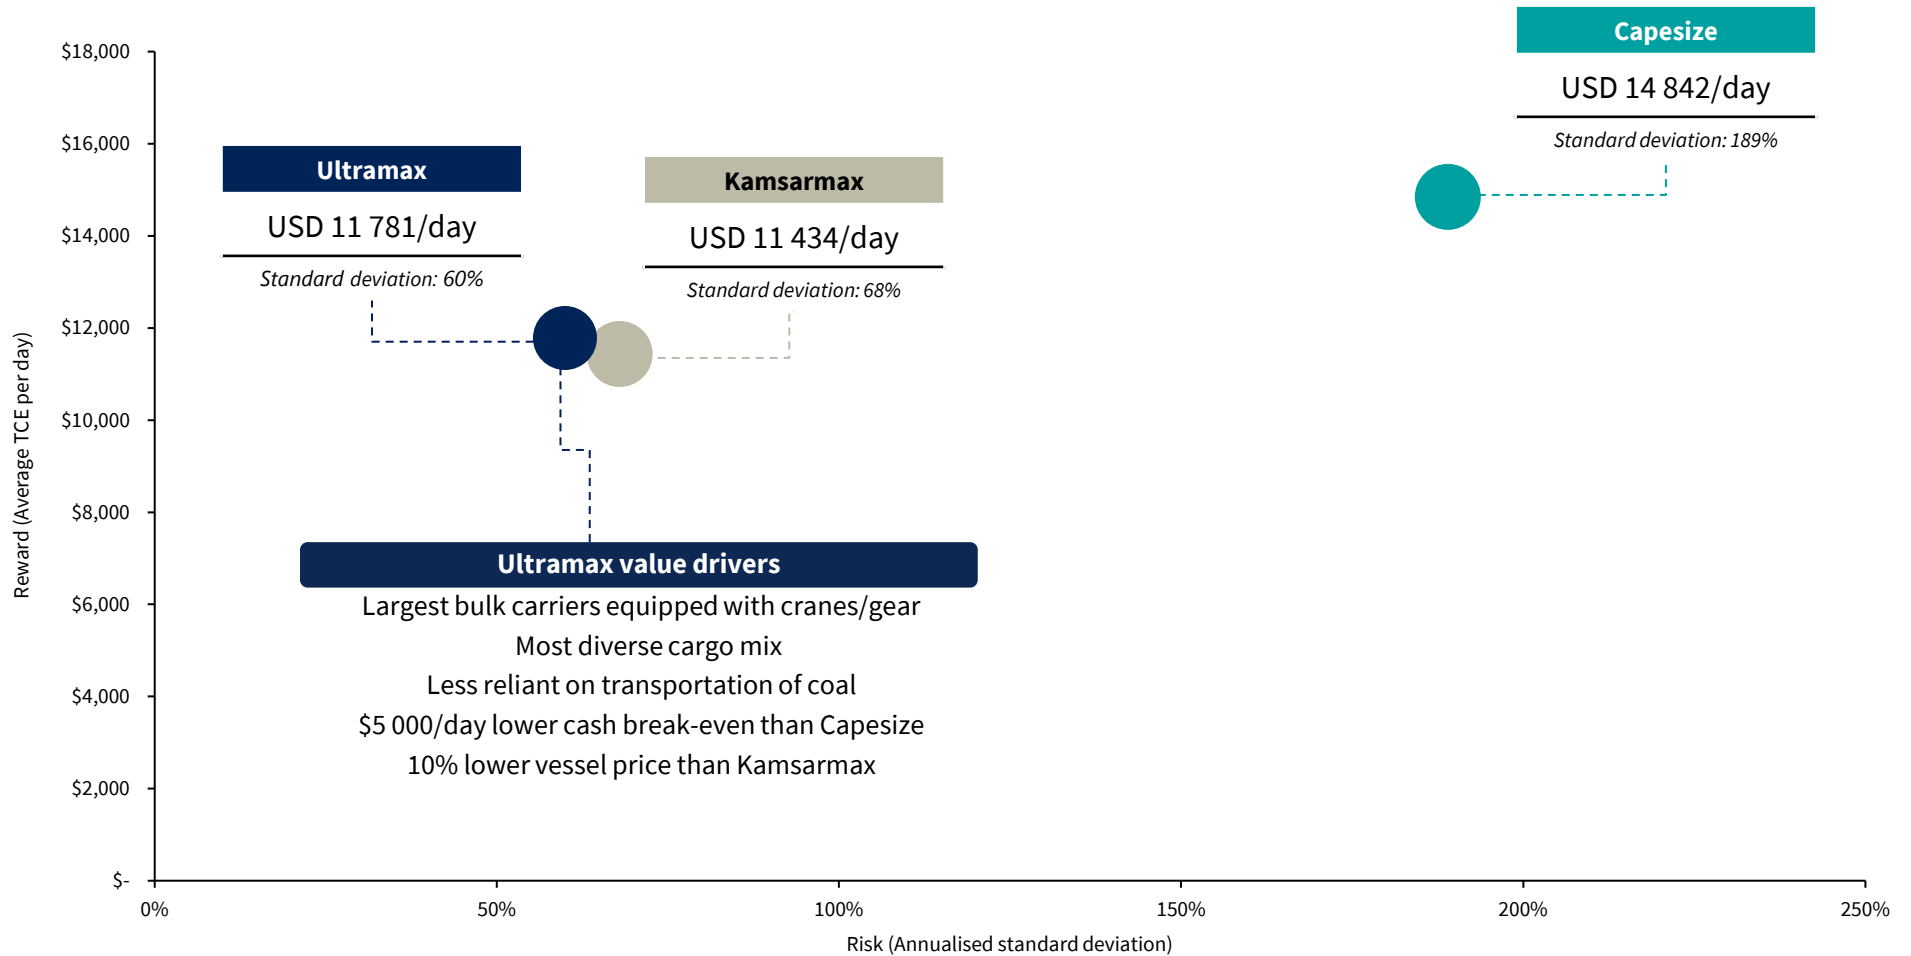 Capesize
USD 14 842/day
Standard deviation: 189%
Ultramax
USD 11 781/day
Standard deviation: 60%
Kamsarmax
USD 11 434/day
Standard deviation: 68%
Reward (Average TCE per day)
$18,000
$16,000
$14,000
$12,000
$10,000
$8,000
$6,000
$4,000
$2,000
$-
Ultramax value drivers
Largest bulk carriers equipped with cranes/gear
Most diverse cargo mix
Less reliant on transportation of coal
$5 000/day lower cash break-even than Capesize
10% lower vessel price than Kamsarmax
0%
50%
100%
150%
200%
250%
Risk (Annualised standard deviation)